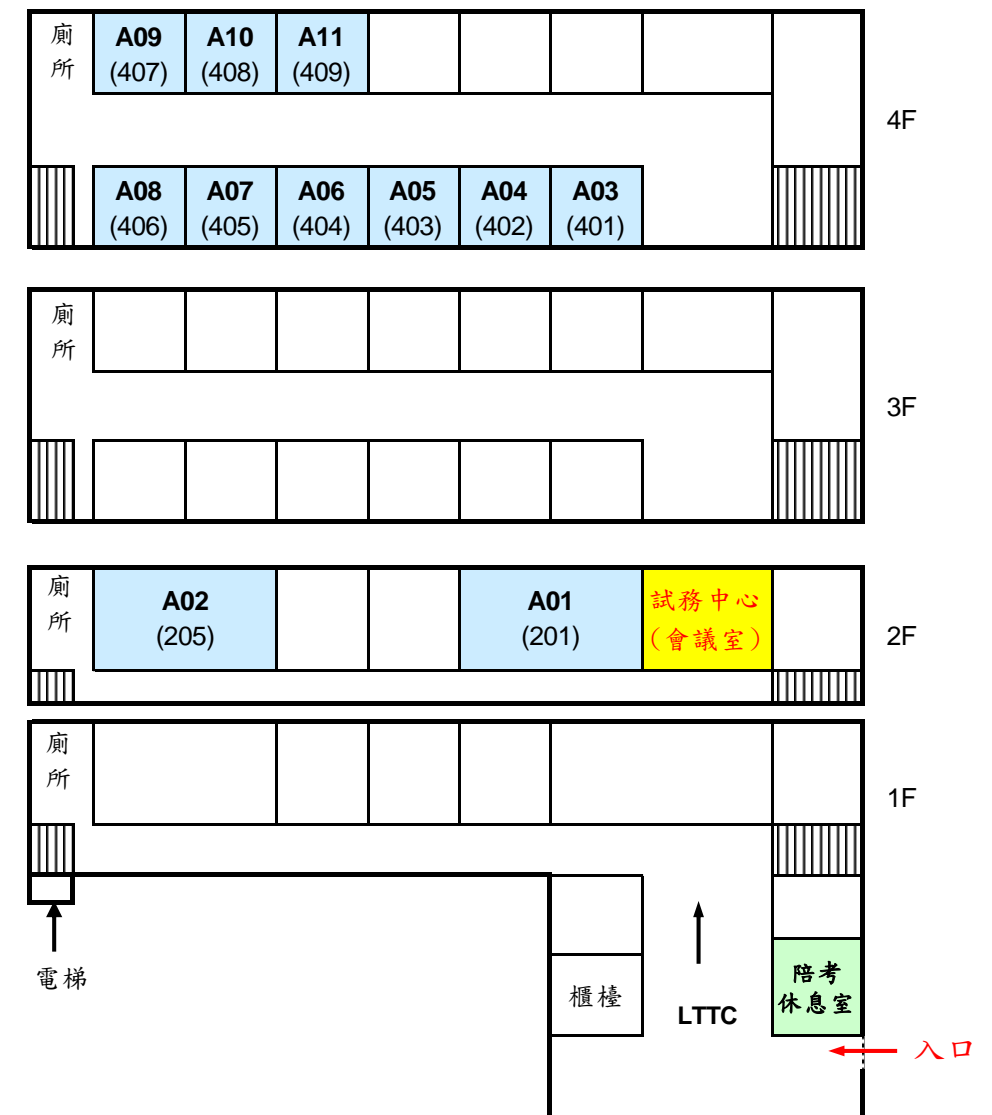 廁所
A09
(407)
A10
(408)
A11
(409)
4F
A08
(406)
A07
(405)
A06
(404)
A05
(403)
A04
(402)
A03
(401)
廁所
3F
廁所
A02
(205)
A01
(201)
試務中心
(會議室)
2F
廁所
1F
電梯
櫃檯
LTTC
陪考
休息室
入口